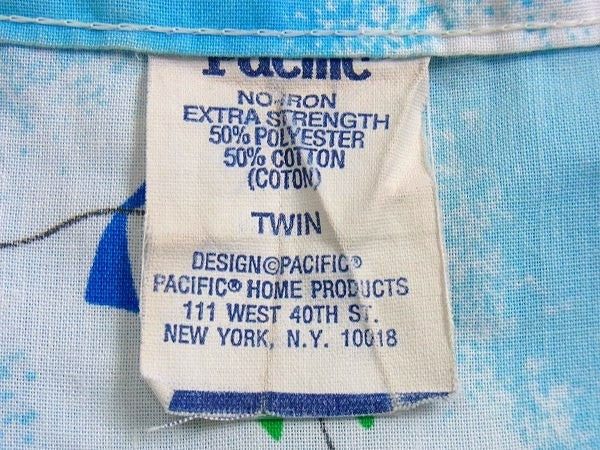 Pacific
NO-IRON
EXTRA STRENGTH
50% POLYESTER
50% COTTON
(COTON)
TWIN
DESIGN©PACIFIC®
PACIFIC® HOME PRODUCTS
111 WEST 40TH ST.
NEW YORK, N.Y. 10018